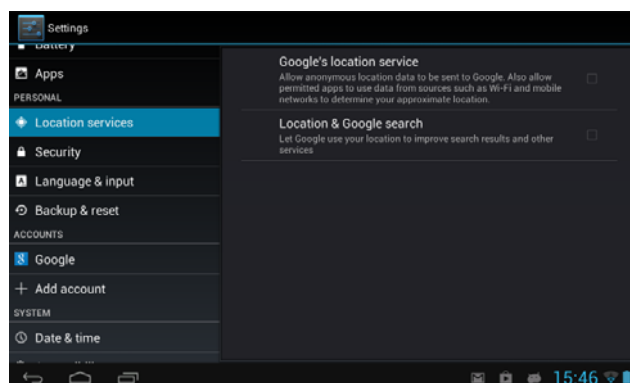 Settings
Battery
Apps
PERSONAL
Location services
Security
Language & input
Backup & reset
ACCOUNTS
Google
Add account
SYSTEM
Date & time
Google's location service
Allow anonymous location data to be sent to Google. Also allow
permitted apps to use data from sources such as Wi-Fi and mobile
networks to determine your approximate location.
Location & Google search
Let Google use your location to improve search results and other
services
15:46